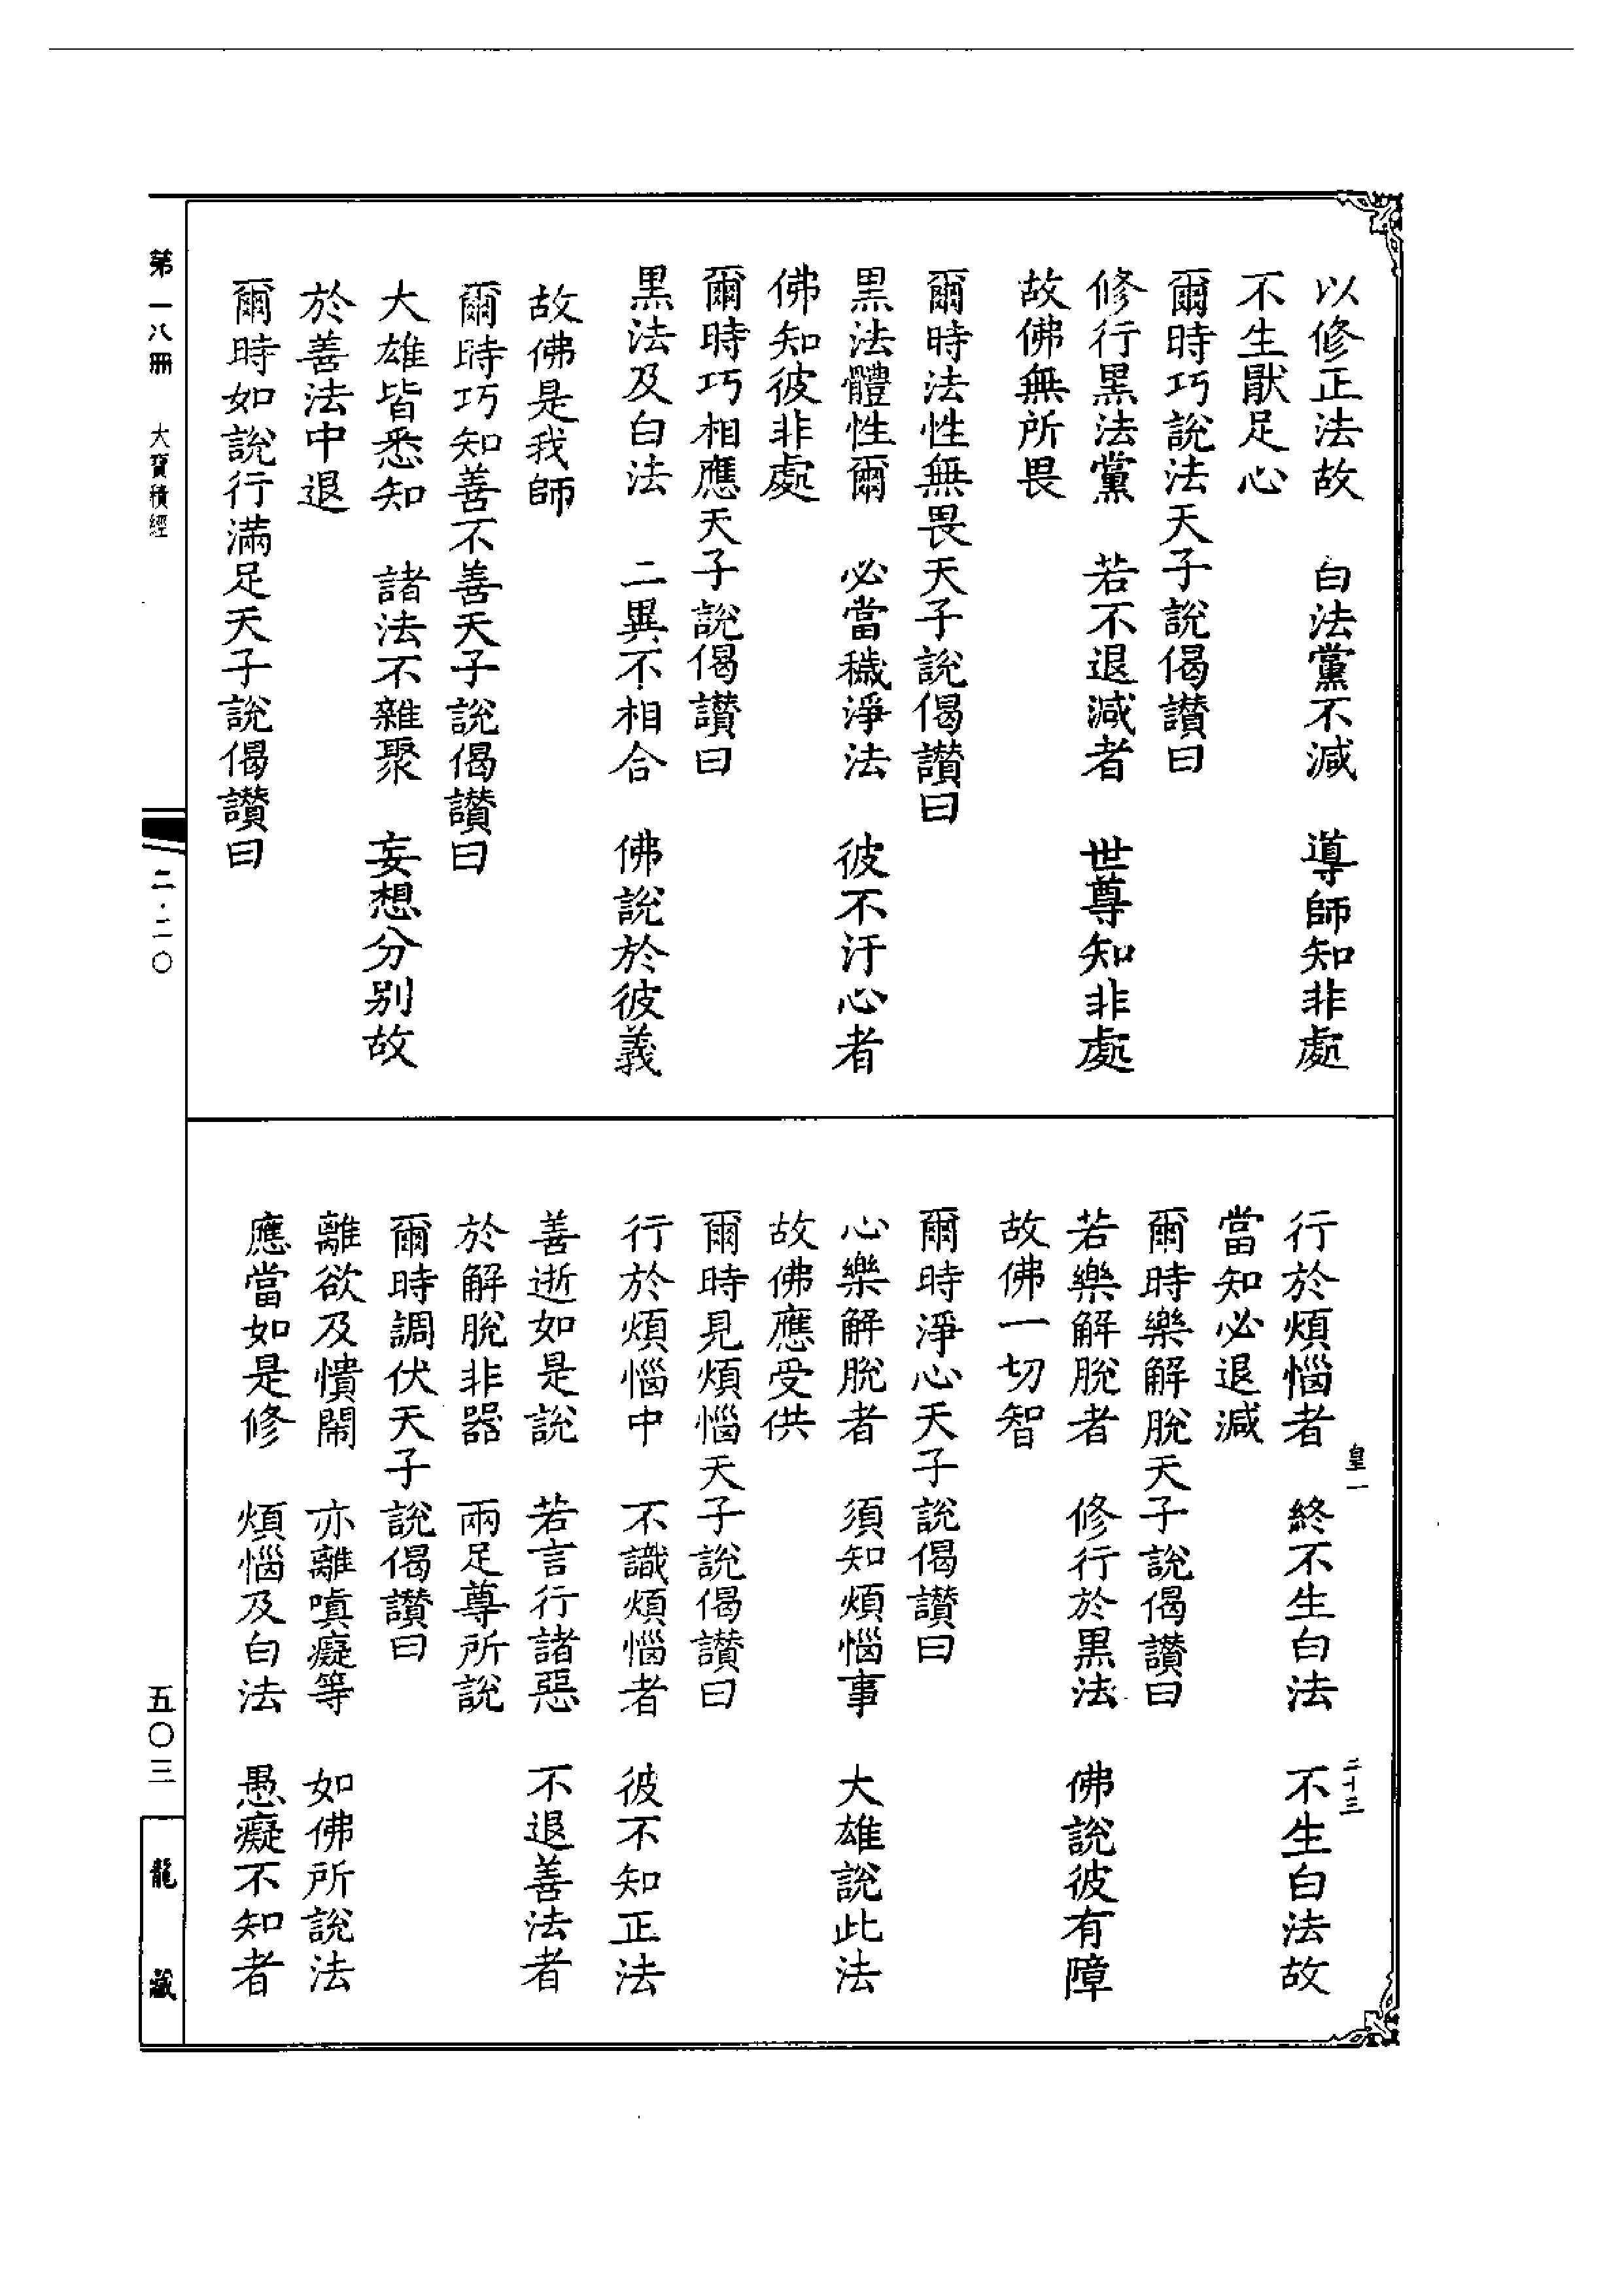 以修正法故　白法黨不減　導師知非處
不生厭足心
爾時巧說法天子說偈讚曰
修行黑法黨　若不退減者　世尊知非處
故佛無所畏
爾時法性無畏天子說偈讚曰
黑法體性爾　必當穢淨法　彼不汙心者
佛知彼非處
爾時巧相應天子說偈讚曰
黑法及白法　二異不相合　佛說於彼義
故佛是我師
爾時巧知善不善天子說偈讚曰
大雄皆悉知　諸法不雜聚　妄想分別故
於善法中退
爾時如說行滿足天子說偈讚曰
行於煩惱者　終不生白法　不生白法故
當知必退減
爾時樂解脫天子說偈讚曰
若樂解脫者　修行於黑法　佛說彼有障
故佛一切智
爾時淨心天子說偈讚曰
心樂解脫者　須知煩惱事　大雄說此法
故佛應受供
爾時見煩惱天子說偈讚曰
行於煩惱中　不識煩惱者　彼不知正法
善逝如是說　若言行諸惡　不退善法者
於解脫非器　兩足尊所說
爾時調伏天子說偈讚曰
離欲及憒鬧　亦離嗔癡等　如佛所說法
應當如是修　煩惱及白法　愚癡不知者
皇一
二十三
第一八冊　大寶積經
二·二〇
五〇三
龍藏